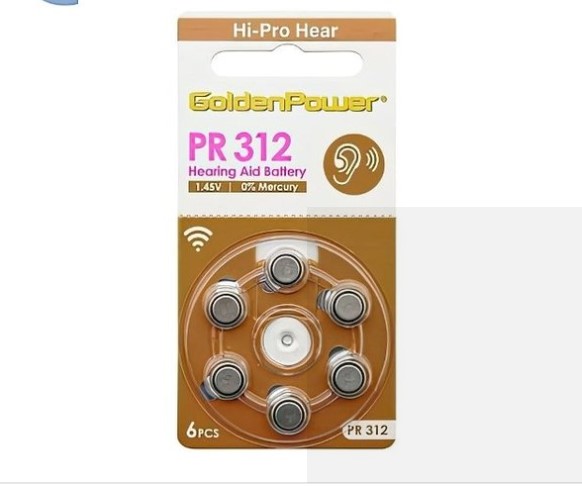 Hi-Pro Hear
GoldenPower®
PR 312
Hearing Aid Battery
1.45V | 0% Mercury
6PCS
PR 312